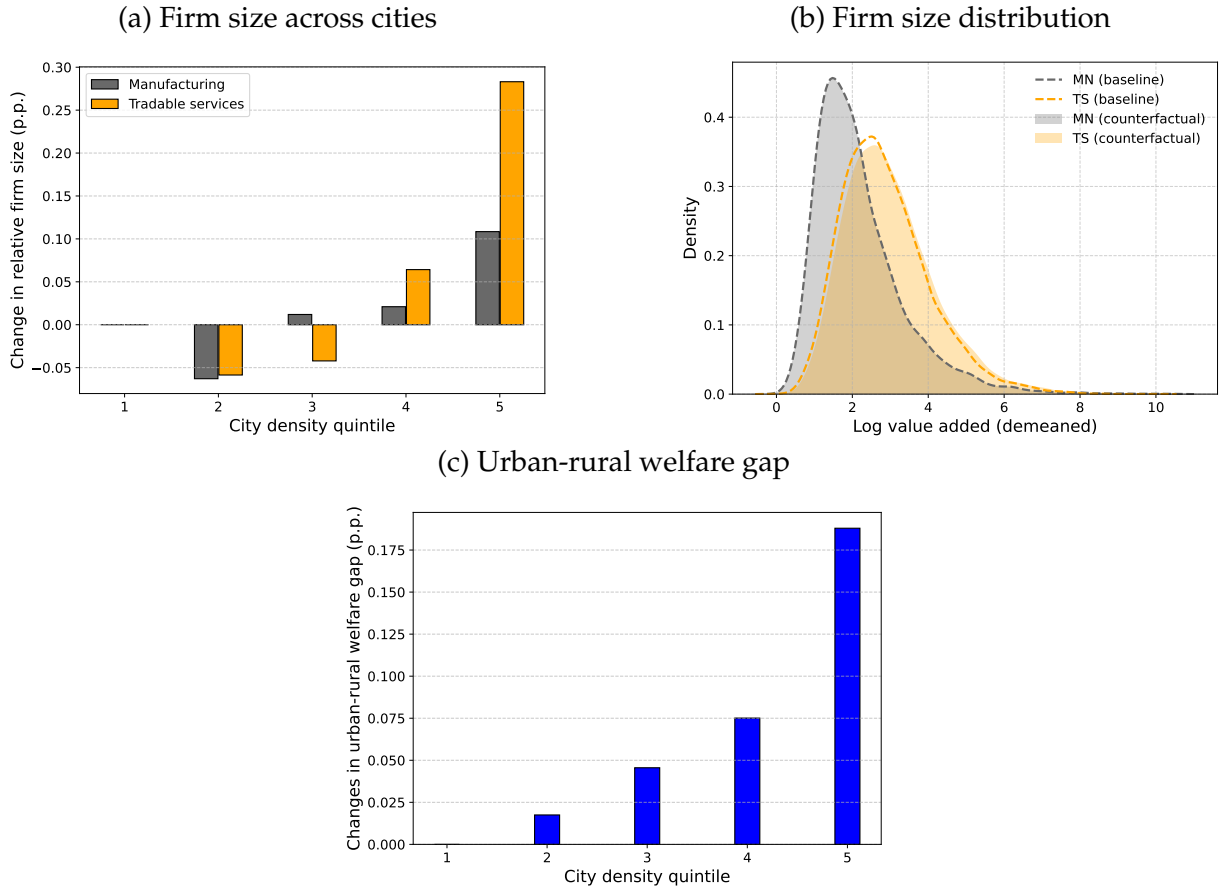 (a) Firm size across cities
Change in relative firm size (p.p.)
0.30
0.25
0.20
0.15
0.10
0.05
0.00
−0.05
Manufacturing
Tradable services
1 2 3 4 5
City density quintile
(b) Firm size distribution
Density
0.4
0.3
0.2
0.1
0.0
MN (baseline)
TS (baseline)
MN (counterfactual)
TS (counterfactual)
0 2 4 6 8 10
Log value added (demeaned)
(c) Urban-rural welfare gap
Changes in urban-rural welfare gap (p.p.)
0.175
0.150
0.125
0.100
0.075
0.050
0.025
0.000
1 2 3 4 5
City density quintile